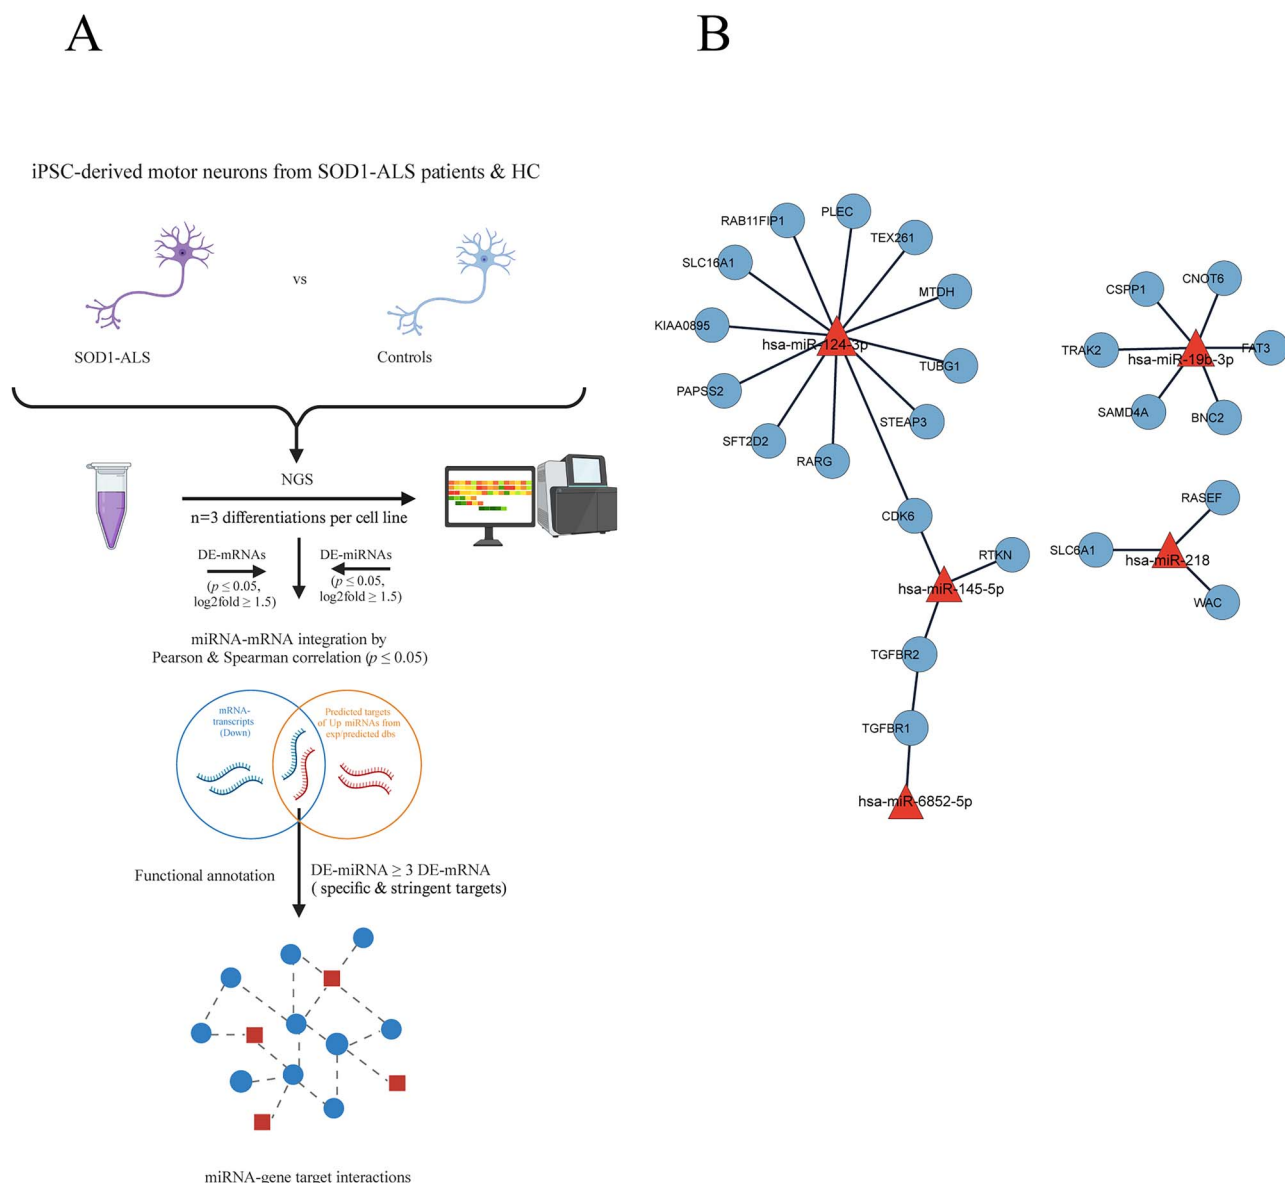 A
iPSC-derived motor neurons from SOD1-ALS patients & HC
vs
SOD1-ALS
Controls
NGS
n=3 differentiations per cell line
DE-mRNAs
(p ≤ 0.05,
log2fold ≥ 1.5)
DE-miRNAs
(p ≤ 0.05,
log2fold ≥ 1.5)
miRNA-mRNA integration by
Pearson & Spearman correlation (p ≤ 0.05)
mRNA-
transcripts
(Down)
Predicted targets
of Up miRNAs from
exp/predicted dbs
Functional annotation
DE-miRNA ≥ 3 DE-mRNA
( specific & stringent targets)
miRNA-gene target interactions
B
RAB11FIP1
PLEC
TEX261
SLC16A1
MTDH
KIAA0895
hsa-miR-124-3p
TUBG1
PAPSS2
STEAP3
SFT2D2
RARG
CDK6
RTKN
hsa-miR-145-5p
TGFBR2
TGFBR1
hsa-miR-6852-5p
CSPP1
CNOT6
TRAK2
hsa-miR-19b-3p
FAT3
SAMD4A
BNC2
RASEF
SLC6A1
hsa-miR-218
WAC